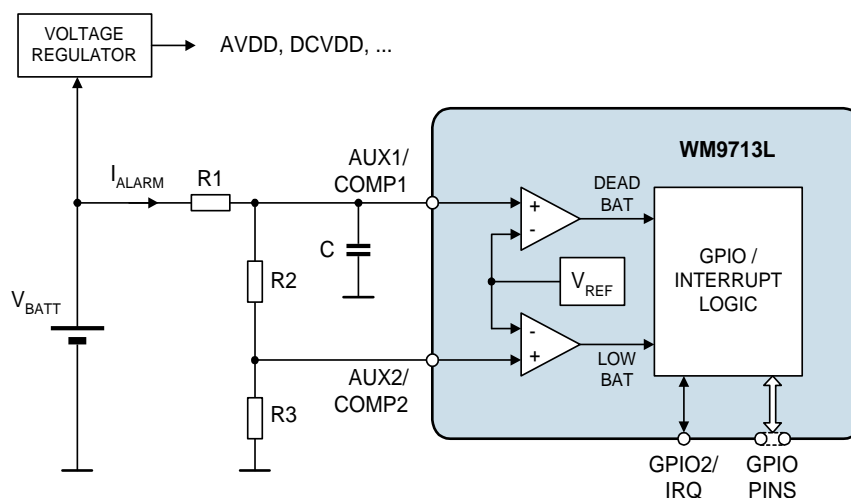 VOLTAGE
REGULATOR
AVDD, DCVDD, ...
WM9713L
AUX1/
COMP1
I_ALARM
R1
DEAD
BAT
+
-
GPIO /
INTERRUPT
LOGIC
C
R2
V_REF
V_BATT
-
+
LOW
BAT
AUX2/
COMP2
R3
GPIO2/
IRQ
GPIO
PINS